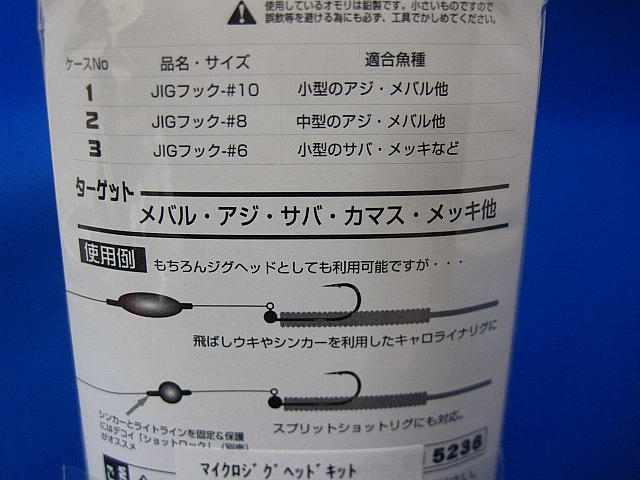 使用しているオモリは鉛製です。小さいものですので
誤飲等を避ける為にも必ず、工具でかしめてください。
ケースNo 品名・サイズ 適合魚種
1 JIGフック-#10 小型のアジ・メバル他
2 JIGフック-#8 中型のアジ・メバル他
3 JIGフック-#6 小型のサバ・メッキなど
ターゲット
メバル・アジ・サバ・カマス・メッキ他
使用例 もちろんジグヘッドとしても利用可能ですが・・・
飛ばしウキやシンカーを利用したキャロライナリグに
シンカーとライトラインを固定&保護
にはデコイ「ショットロック」(別売)
がオススメ
スプリットショットリグにも対応。
5236
マイクロジグヘッドキット